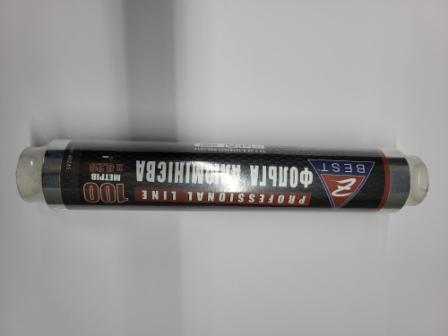 BEST
PROFESSIONAL LINE
ФОЛЬГА АЛЮМІНІЄВА
100
МЕТРІВ